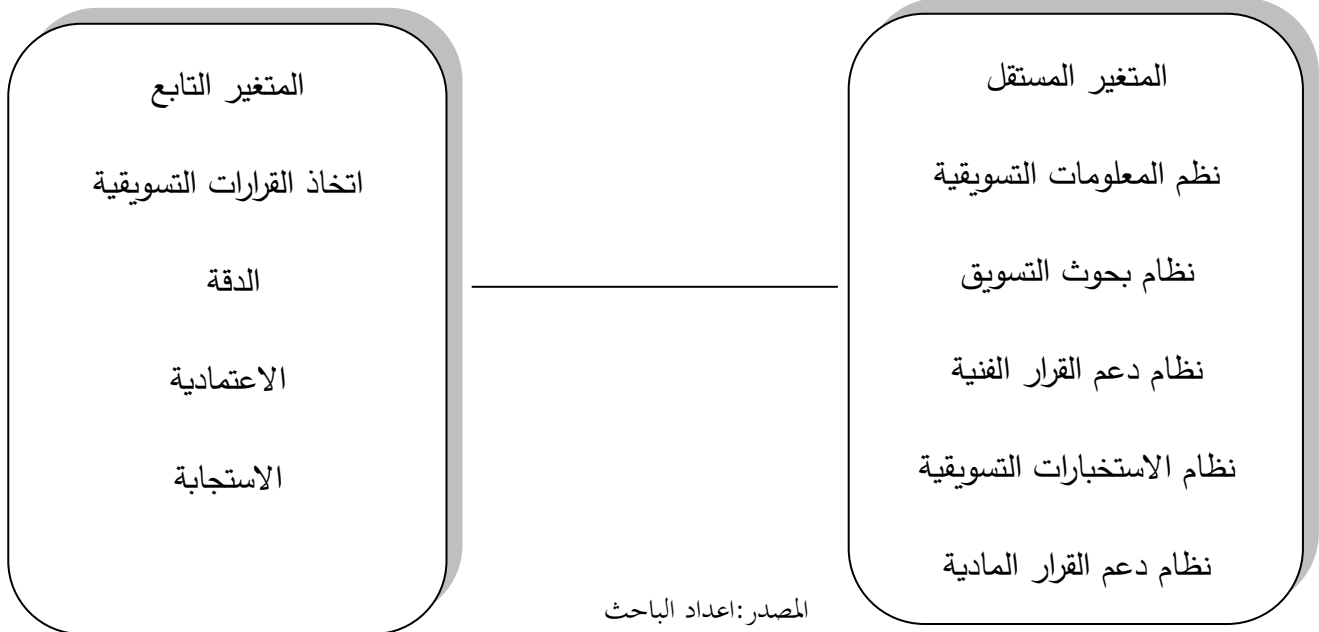 المتغير المستقل
نظم المعلومات التسويقية
نظام بحوث التسويق
نظام دعم القرار الفنية
نظام الاستخبارات التسويقية
نظام دعم القرار المادية
المتغير التابع
اتخاذ القرارات التسويقية
الدقة
الاعتمادية
الاستجابة
المصدر:اعداد الباحث